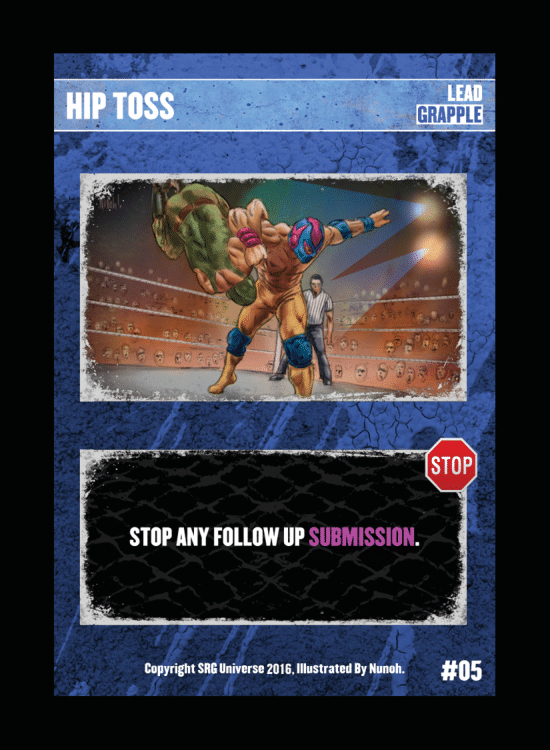 HIP TOSS
LEAD
GRAPPLE
STOP
STOP ANY FOLLOW UP SUBMISSION.
Copyright SRG Universe 2016, Illustrated By Nunoh.
#05